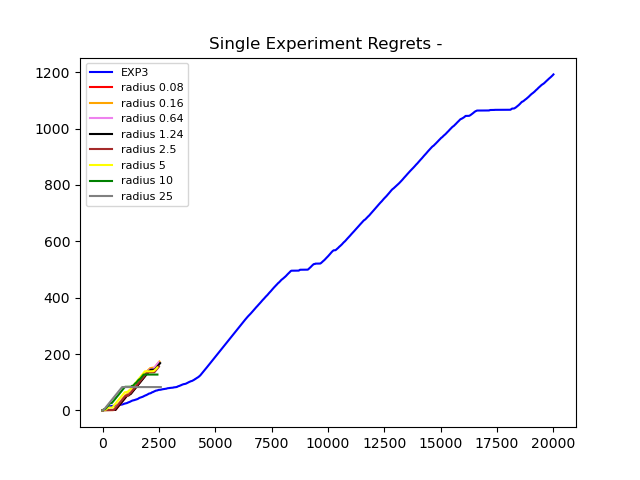 Single Experiment Regrets -
EXP3
radius 0.08
radius 0.16
radius 0.64
radius 1.24
radius 2.5
radius 5
radius 10
radius 25
1200
1000
800
600
400
200
0
0 2500 5000 7500 10000 12500 15000 17500 20000